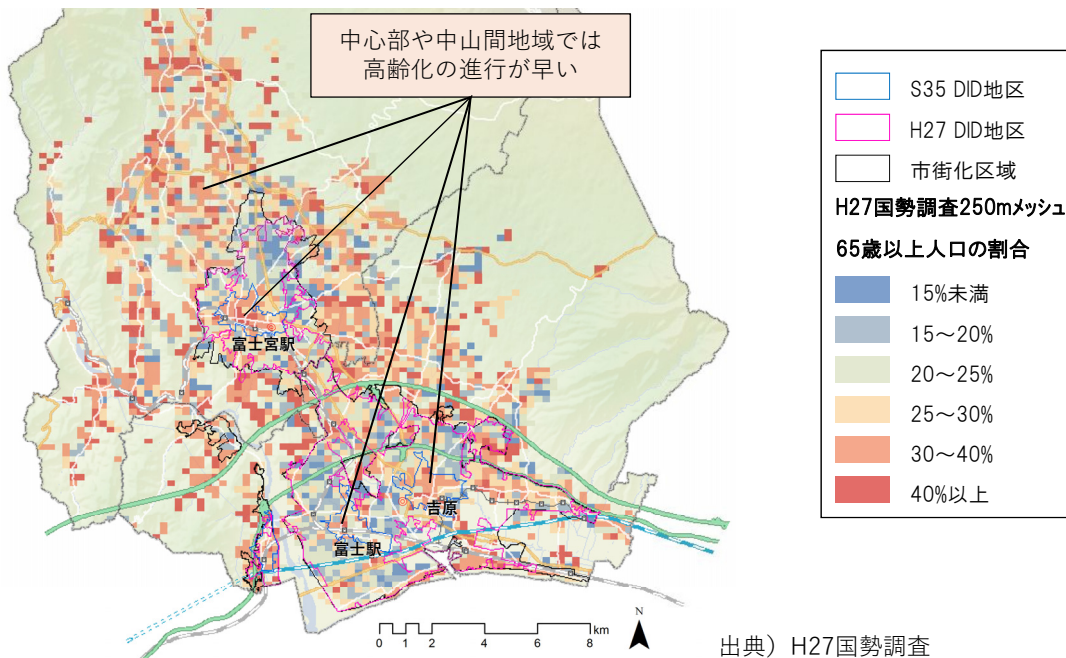 中心部や中山間地域では
高齢化の進行が早い
富士宮駅
吉原
富士駅
0 1 2 4 6 8 km
N
S35 DID地区
H27 DID地区
市街化区域
H27国勢調査250mメッシュ
65歳以上人口の割合
15%未満
15～20%
20～25%
25～30%
30～40%
40%以上
出典）H27国勢調査